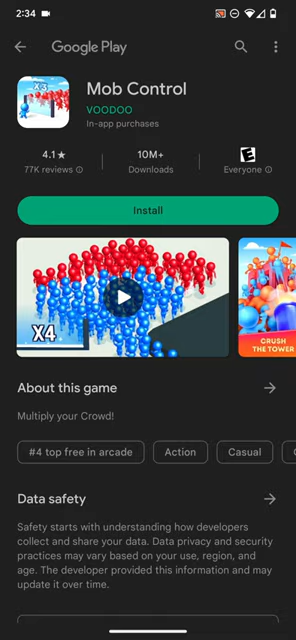 2:34
Google Play
X3
Mob Control
VOODOO
In-app purchases
4.1★
77K reviews
10M+
Downloads
E
Everyone
Install
X4
CRUSH
THE TOWER
About this game
Multiply your Crowd!
#4 top free in arcade
Action
Casual
Data safety
Safety starts with understanding how developers
collect and share your data. Data privacy and security
practices may vary based on your use, region, and
age. The developer provided this information and may
update it over time.